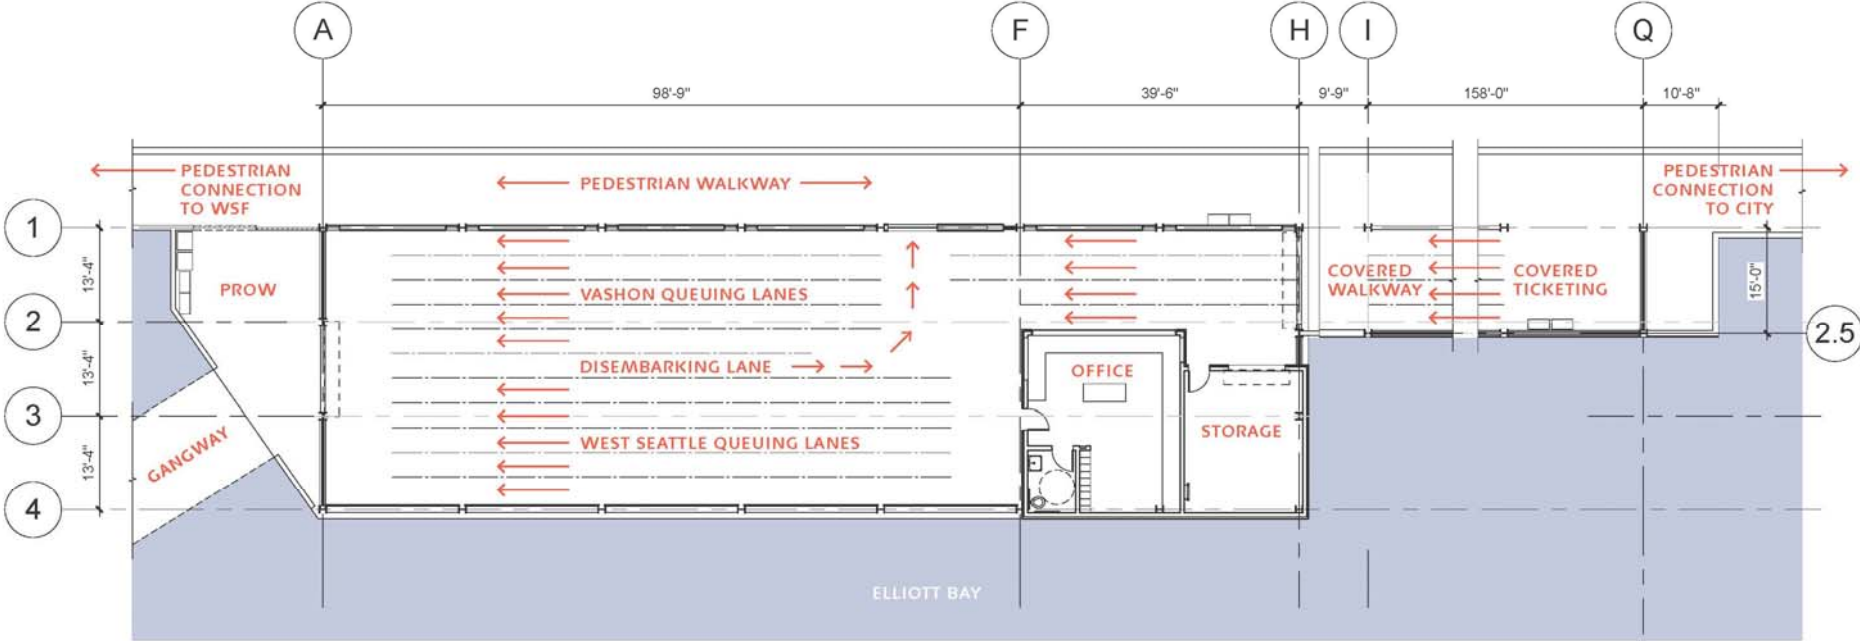 A
F
H
I
Q
98'-9"
39'-6"
9'-9"
158'-0"
10'-8"
PEDESTRIAN
CONNECTION
TO WSF
PEDESTRIAN WALKWAY
PEDESTRIAN
CONNECTION
TO CITY
1
13'-4"
PROW
VASHON QUEUING LANES
COVERED
WALKWAY
COVERED
TICKETING
15'-0"
2
2.5
13'-4"
DISEMBARKING LANE
OFFICE
3
13'-4"
GANGWAY
WEST SEATTLE QUEUING LANES
STORAGE
4
ELLIOTT BAY